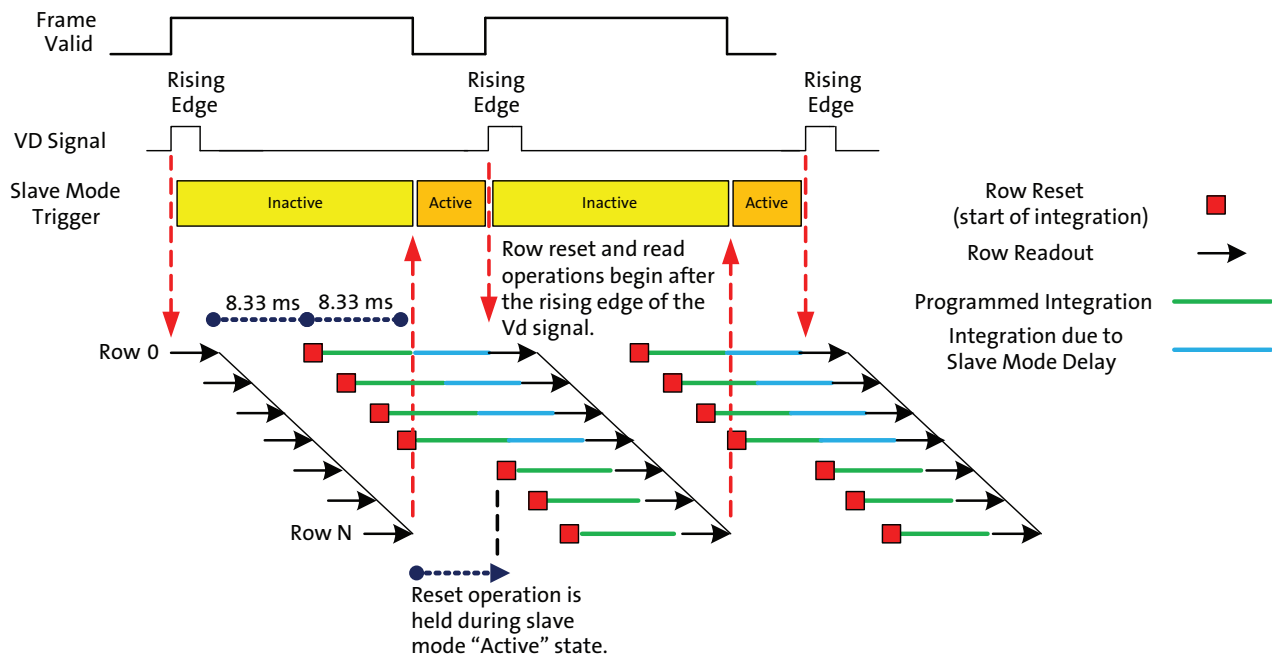 Frame
Valid
Rising
Edge
Rising
Edge
Rising
Edge
VD Signal
Slave Mode
Trigger
Inactive
Active
Inactive
Active
Row reset and read
operations begin after
the rising edge of the
Vd signal.
8.33 ms
8.33 ms
Row 0
Row N
Reset operation is
held during slave
mode “Active” state.
Row Reset
(start of integration)
Row Readout
Programmed Integration
Integration due to
Slave Mode Delay